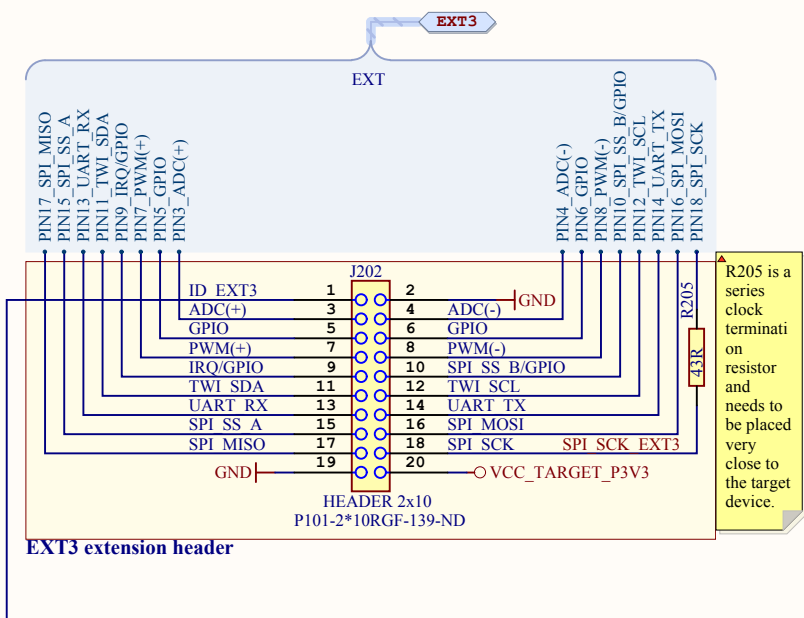 EXT3
EXT
PIN17_SPI_MISO
PIN15_SPI_SS_A
PIN13_UART_RX
PIN11_TWI_SDA
PIN9_IRQ/GPIO
PIN7_PWM(+)
PIN5_GPIO
PIN3_ADC(+)
PIN4_ADC(-)
PIN6_GPIO
PIN8_PWM(-)
PIN10_SPI_SS_B/GPIO
PIN12_TWI_SCL
PIN14_UART_TX
PIN16_SPI_MOSI
PIN18_SPI_SCK
J202
ID_EXT3 1 2 GND
ADC(+) 3 4 ADC(-)
GPIO 5 6 GPIO
PWM(+) 7 8 PWM(-)
IRQ/GPIO 9 10 SPI_SS_B/GPIO
TWI_SDA 11 12 TWI_SCL
UART_RX 13 14 UART_TX
SPI_SS_A 15 16 SPI_MOSI
SPI_MISO 17 18 SPI_SCK SPI_SCK_EXT3
GND 19 20 VCC_TARGET_P3V3
HEADER 2x10
P101-2*10RGF-139-ND
EXT3 extension header
R205
43R
R205 is a
series
clock
terminati
on
resistor
and
needs to
be placed
very
close to
the target
device.